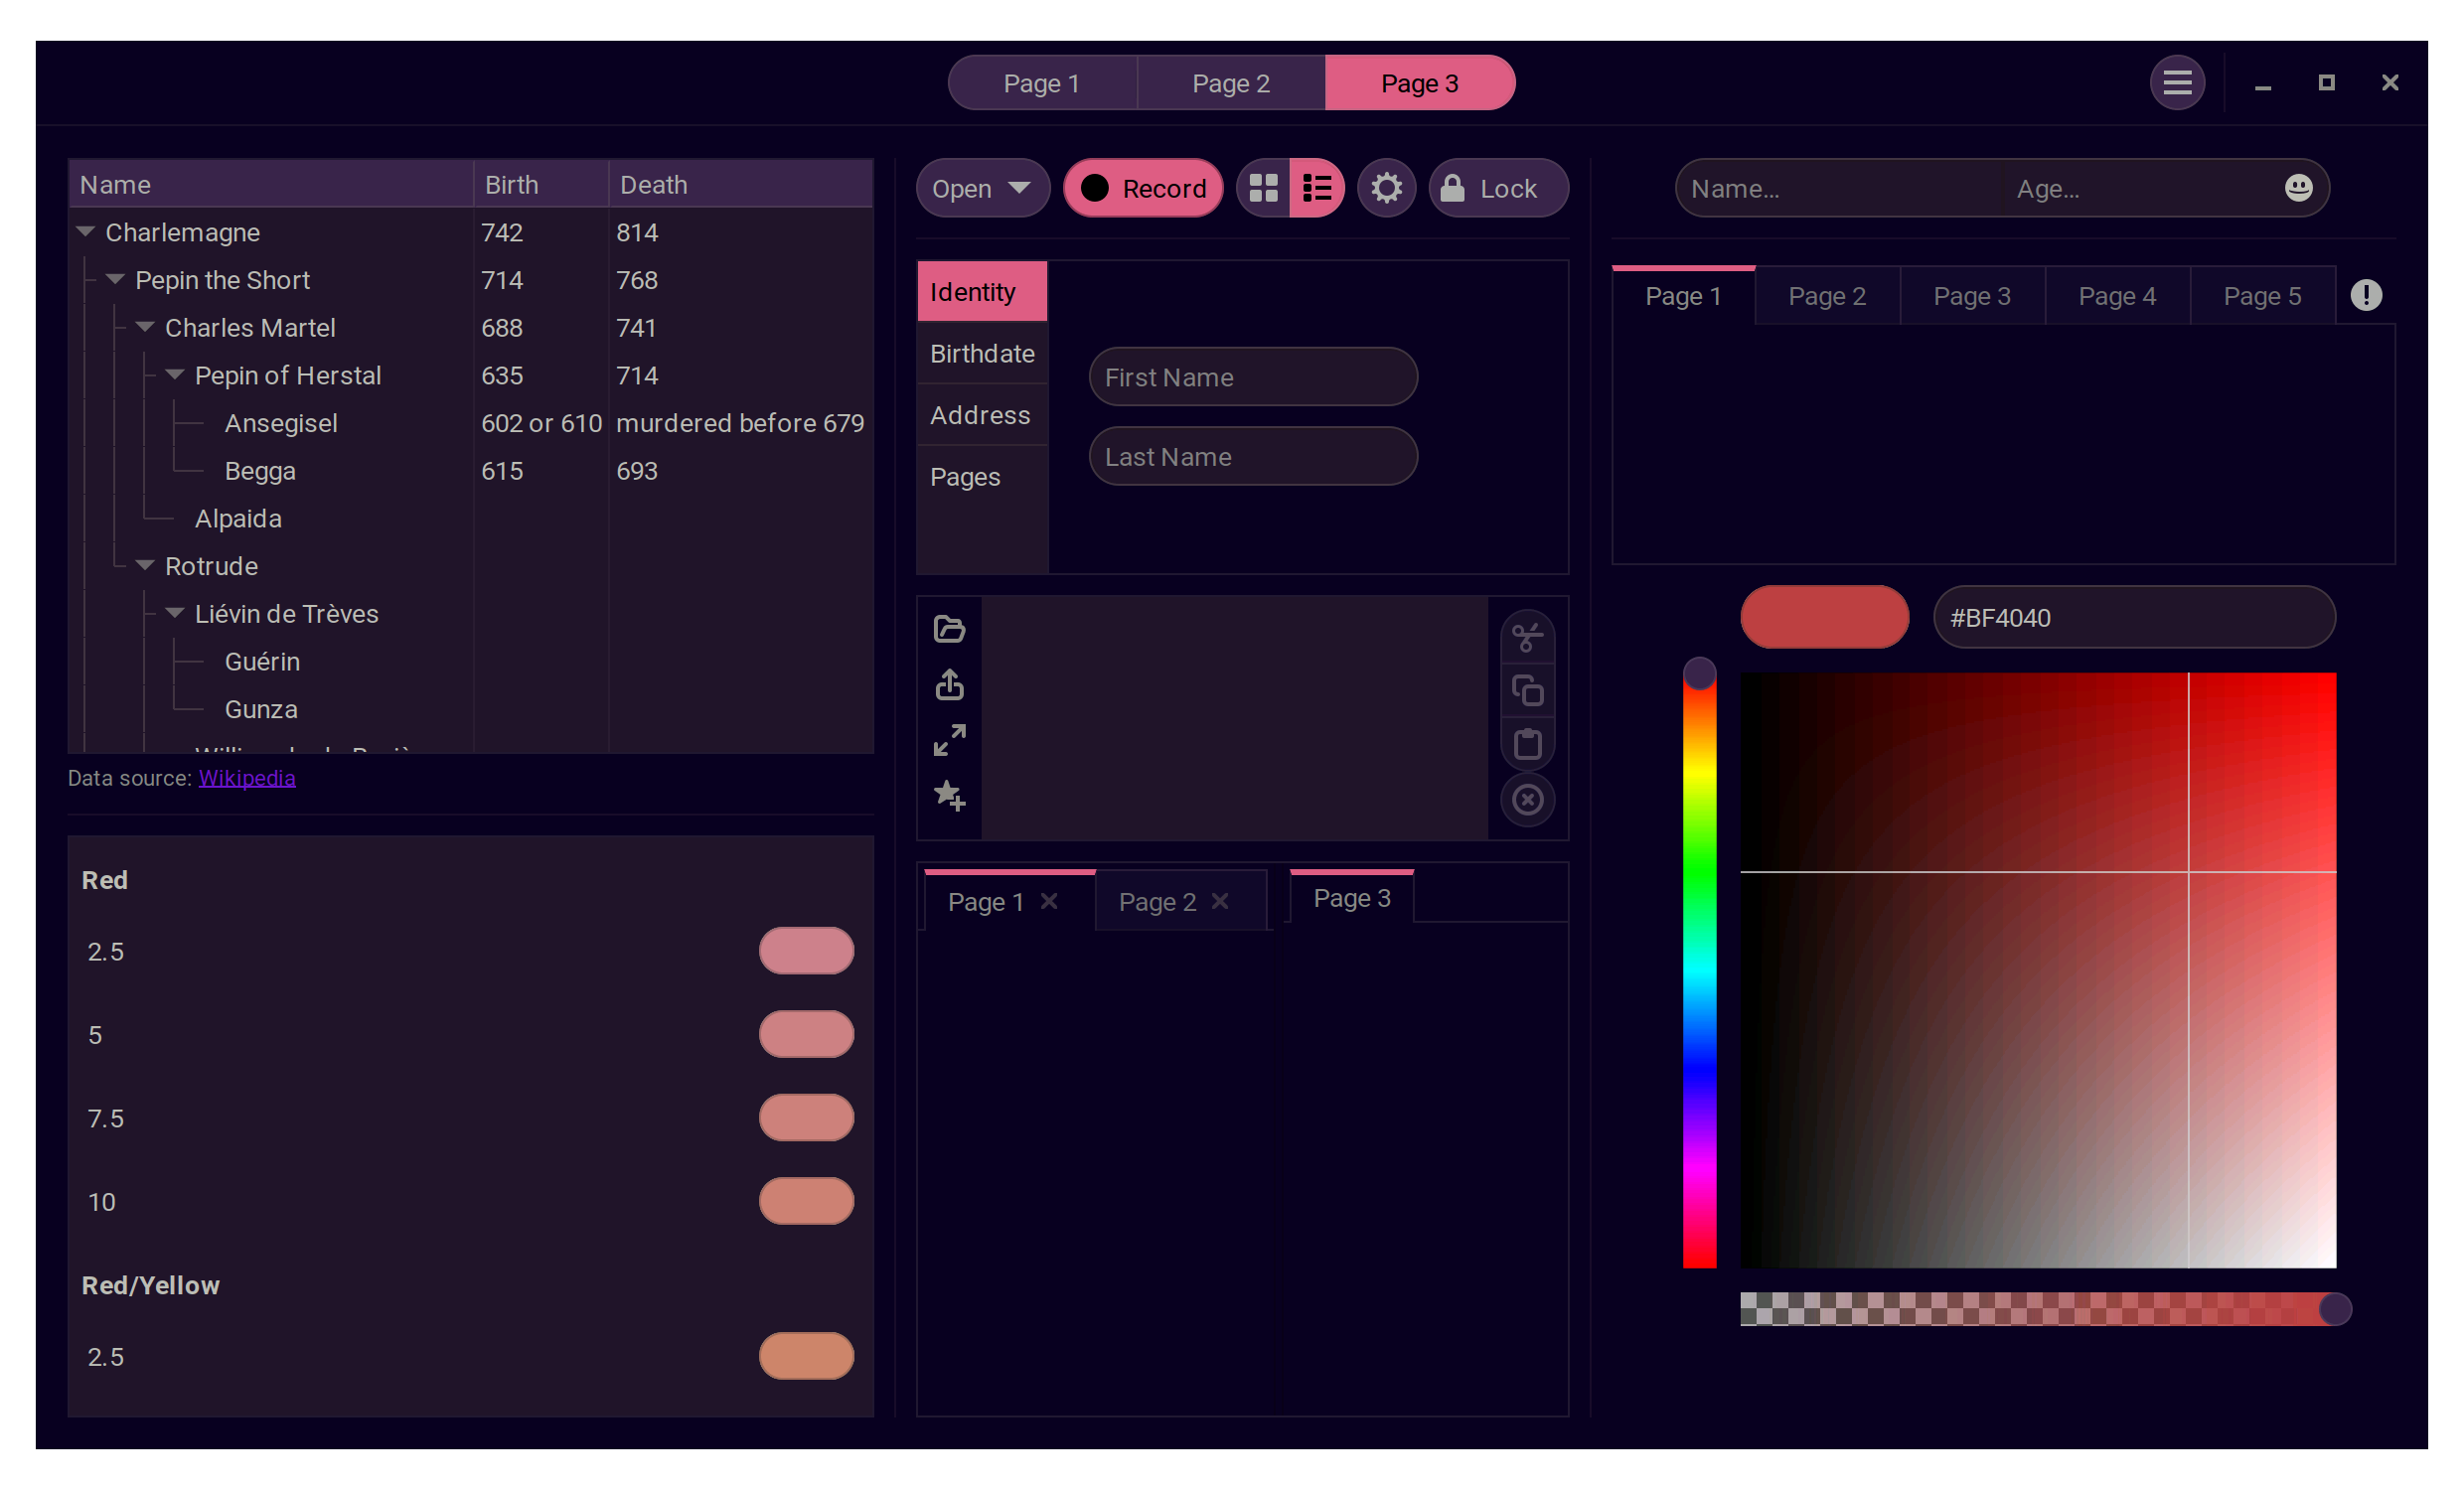 Page 1 Page 2 Page 3
Name Birth Death
Charlemagne 742 814
Pepin the Short 714 768
Charles Martel 688 741
Pepin of Herstal 635 714
Ansegisel 602 or 610 murdered before 679
Begga 615 693
Alpaida
Rotrude
Liévin de Trèves
Guérin
Gunza
Data source: Wikipedia
Red
2.5
5
7.5
10
Red/Yellow
2.5
Open Record Lock
Identity
Birthdate
Address
Pages
First Name
Last Name
Page 1 Page 2 Page 3
Name... Age...
Page 1 Page 2 Page 3 Page 4 Page 5
#BF4040